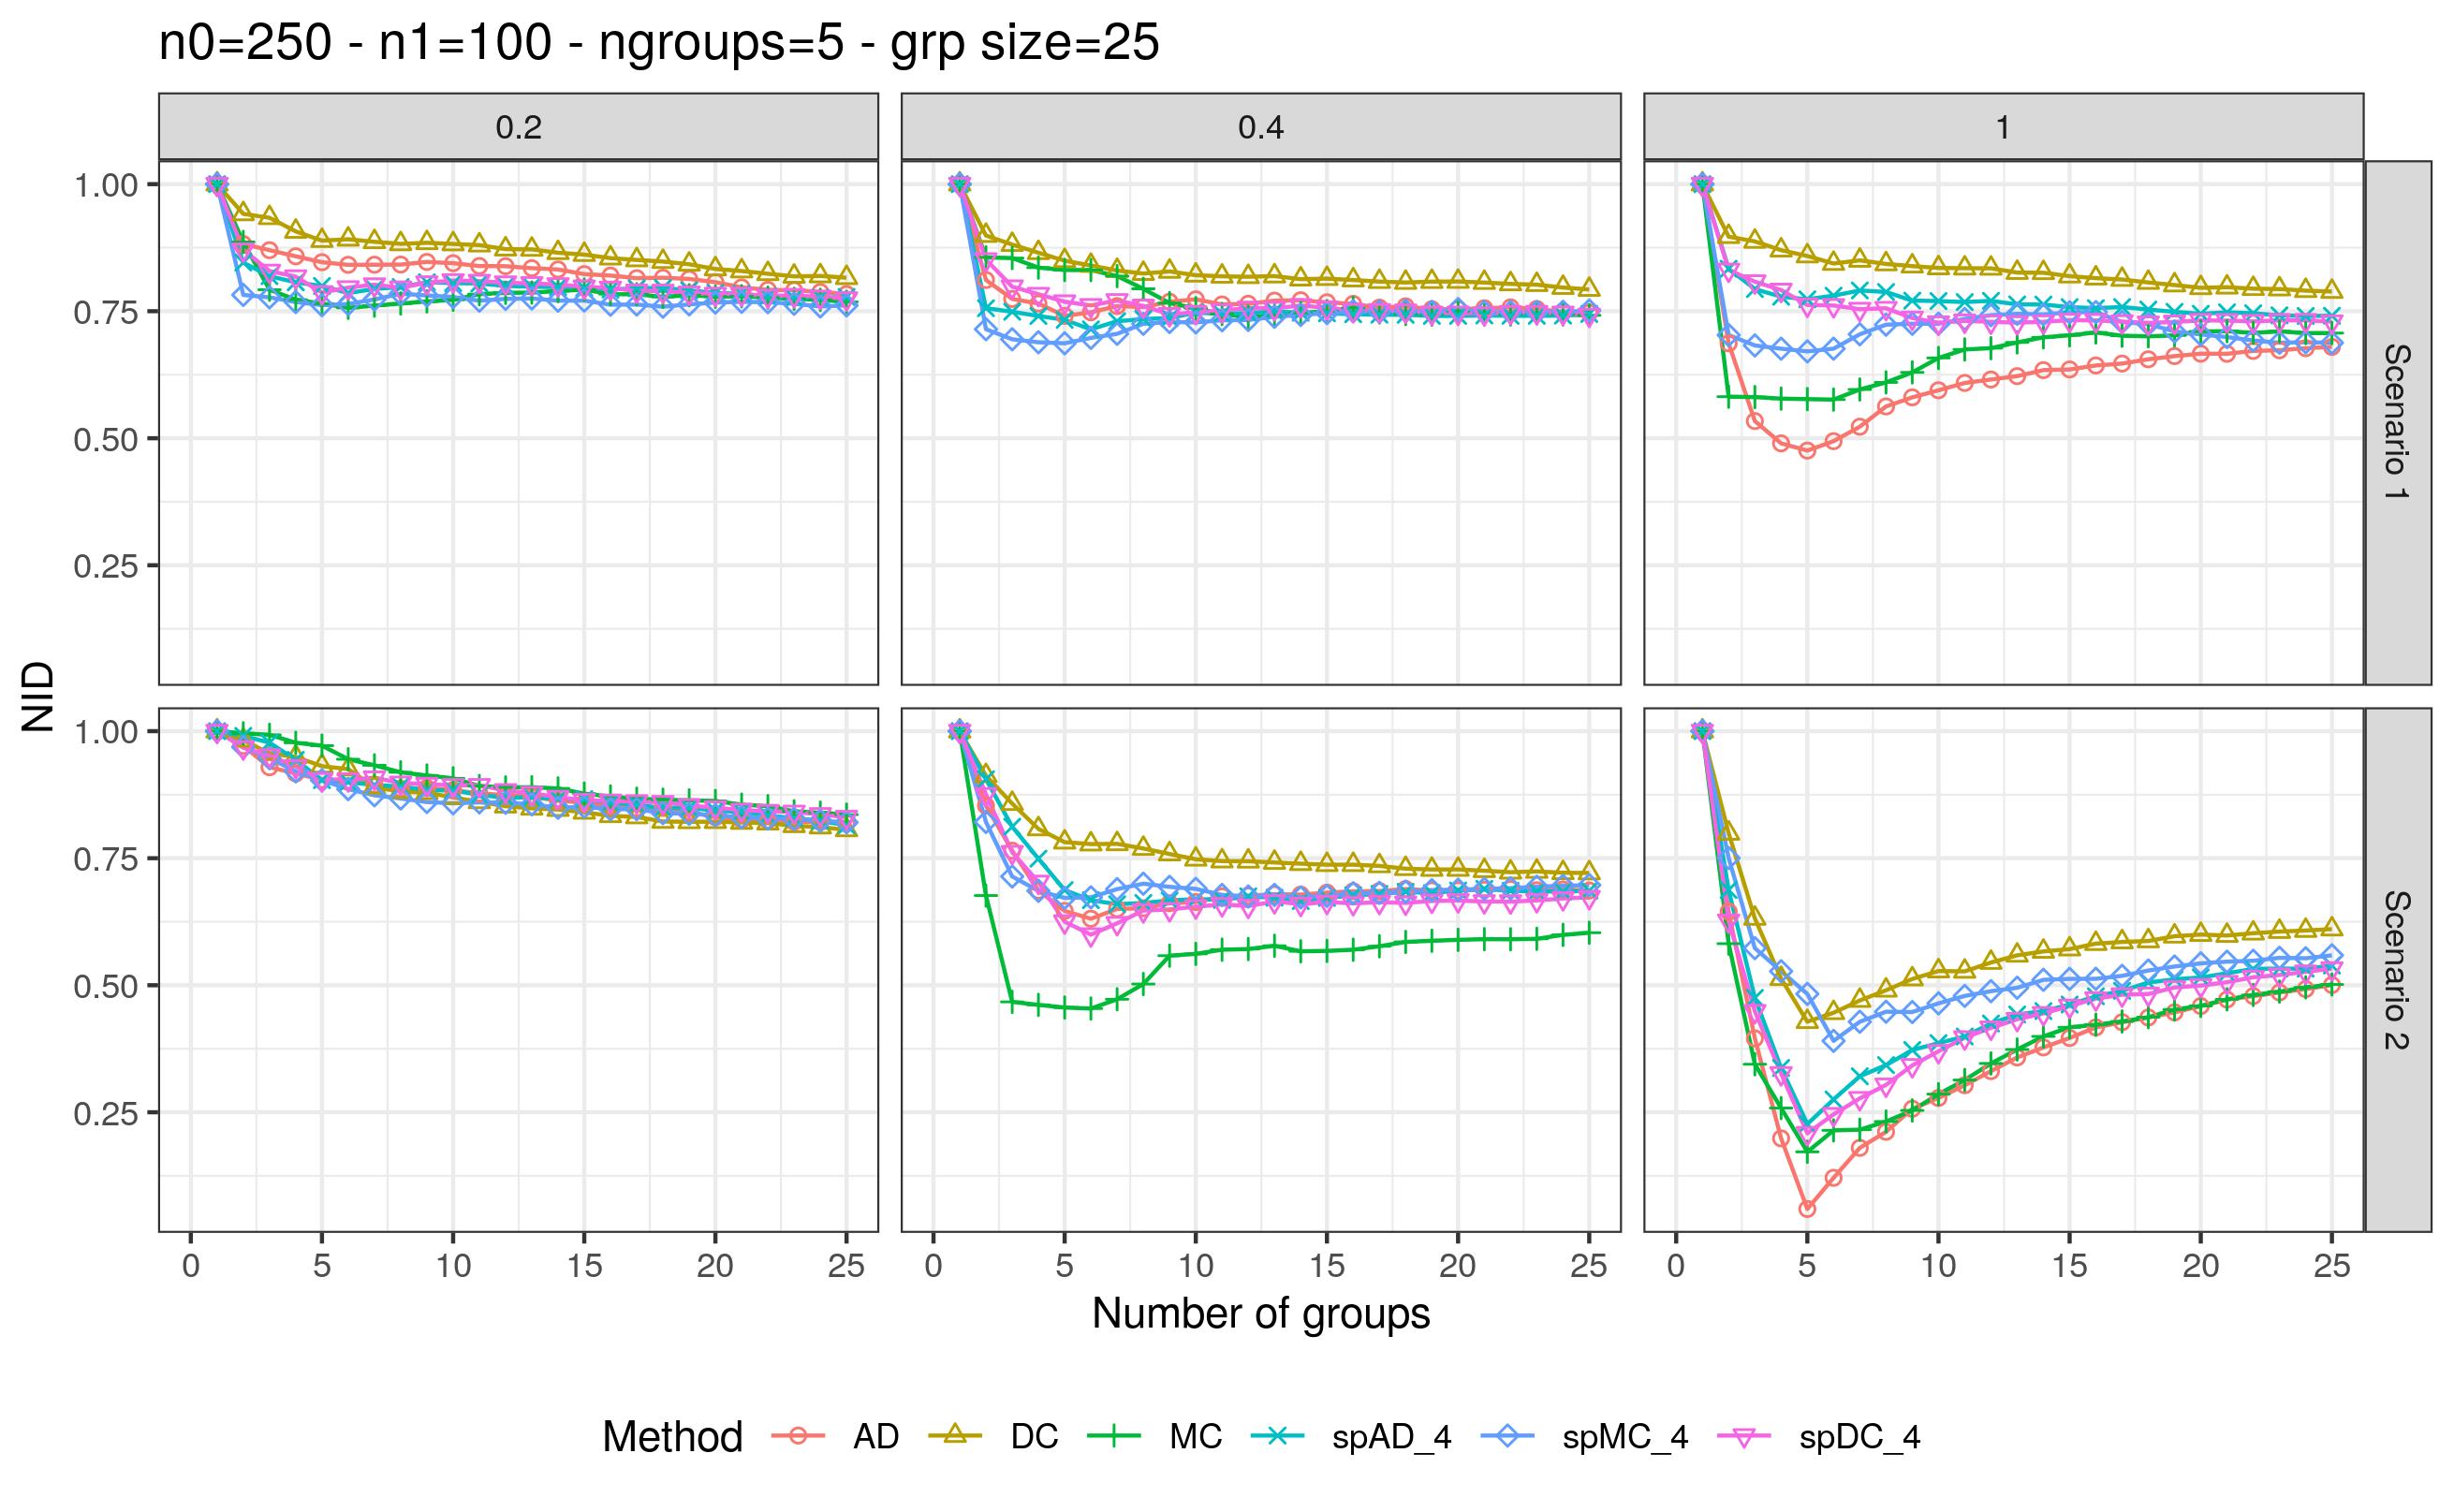 n0=250 - n1=100 - ngroups=5 - grp size=25
0.2 0.4 1
1.00
0.75
0.50
0.25
Scenario 1
NID
1.00
0.75
0.50
0.25
Scenario 2
0 5 10 15 20 25 0 5 10 15 20 25 0 5 10 15 20 25
Number of groups
Method AD DC MC spAD_4 spMC_4 spDC_4